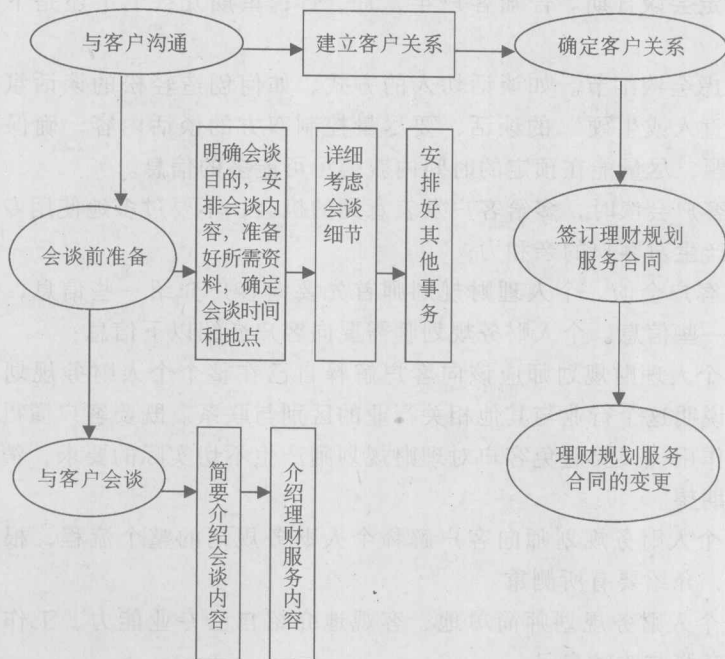 与客户沟通
建立客户关系
确定客户关系
会谈前准备
明确会谈
目的，安
排会谈内
容，准备
好所需资
料，确定
会谈时间
和地点
详细
考虑
会谈
细节
安排好其他事务
签订理财规划
服务合同
与客户会谈
简要介绍会谈内容
介绍理财服务内容
理财规划服务
合同的变更